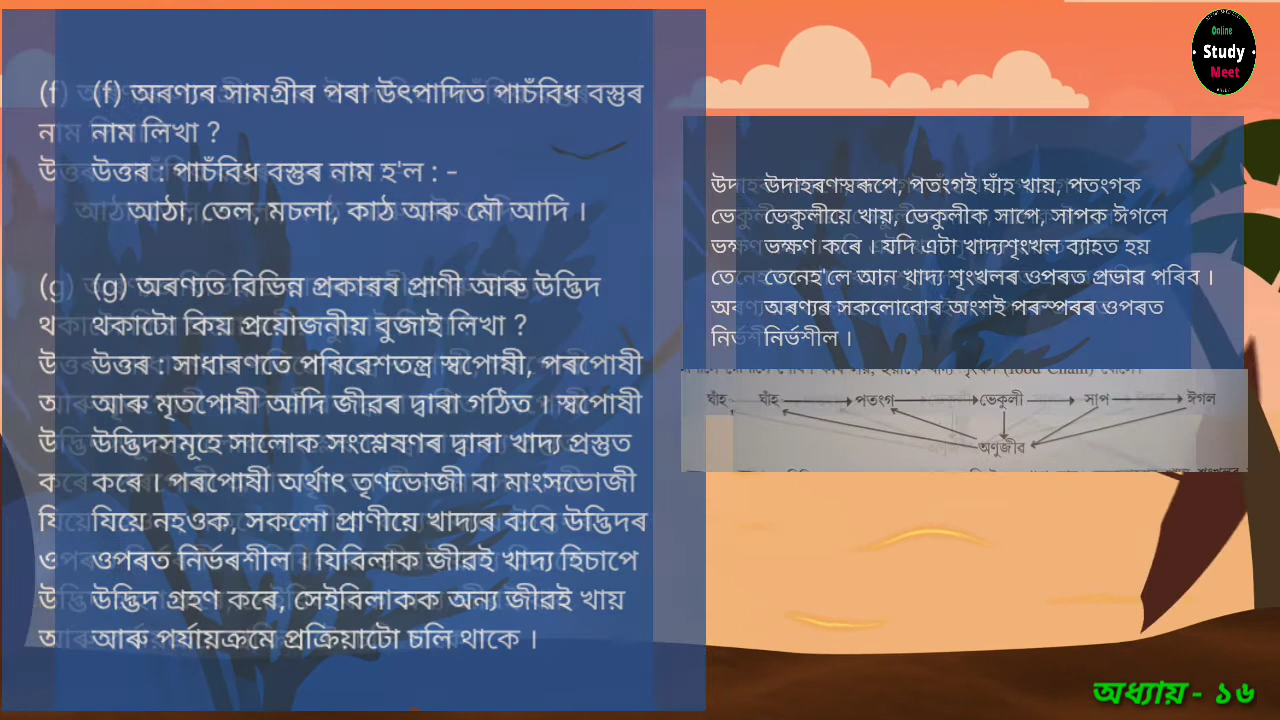 (f) অৰণ্যৰ সামগ্ৰীৰ পৰা উৎপাদিত পাচঁবিধ বস্তুৰ
নাম লিখা ?
উত্তৰ : পাচঁবিধ বস্তুৰ নাম হ'ল : –
আঠা, তেল, মচলা, কাঠ আৰু মৌ আদি ।
(g) অৰণ্যত বিভিন্ন প্ৰকাৰৰ প্ৰাণী আৰু উদ্ভিদ
থকাটো কিয় প্ৰয়োজনীয় বুজাই লিখা ?
উত্তৰ : সাধাৰণতে পৰিৱেশতন্ত্ৰ স্বপোষী, পৰপোষী
আৰু মৃতপোষী আদি জীৱৰ দ্বাৰা গঠিত । স্বপোষী
উদ্ভিদসমূহে সালোক সংশ্লেষণৰ দ্বাৰা খাদ্য প্ৰস্তুত
কৰে । পৰপোষী অৰ্থাৎ তৃণভোজী বা মাংসভোজী
যিয়ে নহওক, সকলো প্ৰাণীয়ে খাদ্যৰ বাবে উদ্ভিদৰ
ওপৰত নিৰ্ভৰশীল । যিবিলাক জীৱই খাদ্য হিচাপে
উদ্ভিদ গ্ৰহণ কৰে, সেইবিলাকক অন্য জীৱই খায়
আৰু পৰ্যায়ক্ৰমে প্ৰক্ৰিয়াটো চলি থাকে ।
Online
Study
Meet
উদাহৰণস্বৰূপে, পতংগই ঘাঁহ খায়, পতংগক
ভেকুলীয়ে খায়, ভেকুলীক সাপে, সাপক ঈগলে
ভক্ষণ কৰে । যদি এটা খাদ্যশৃংখল ব্যাহত হয়
তেনেহ'লে আন খাদ্য শৃংখলৰ ওপৰত প্ৰভাৱ পৰিব ।
অৰণ্যৰ সকলোবোৰ অংশই পৰস্পৰৰ ওপৰত
নিৰ্ভশীল ।
ঘাঁহ ঘাঁহ পতংগ ভেকুলী সাপ ঈগল
অণুজীৱ
অধ্যায় - ১৬